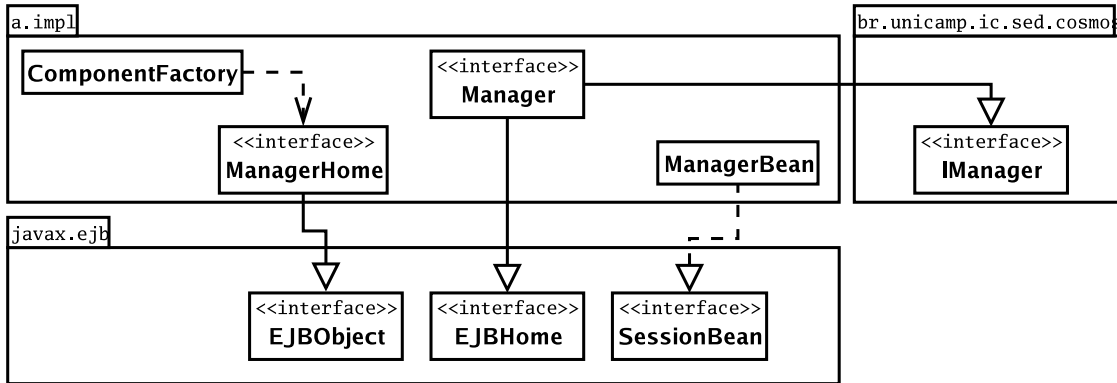 a.impl
br.unicamp.ic.sed.cosmos
ComponentFactory
<<interface>>
Manager
<<interface>>
ManagerHome
ManagerBean
<<interface>>
IManager
javax.ejb
<<interface>>
EJBObject
<<interface>>
EJBHome
<<interface>>
SessionBean